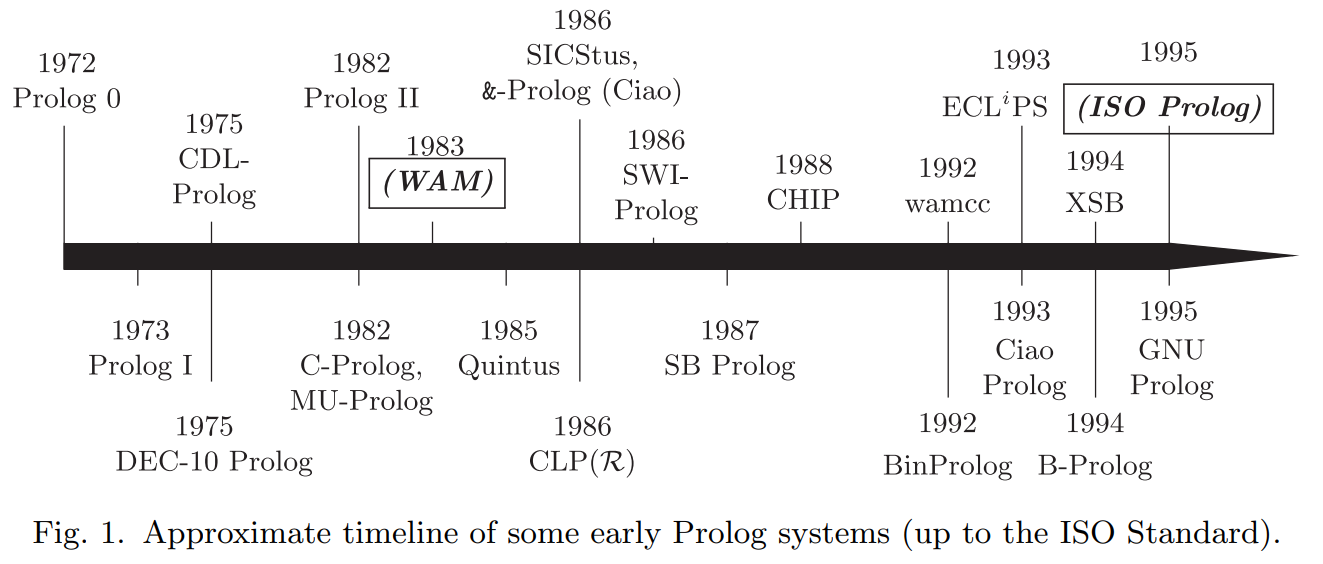 1972
Prolog 0
1975
CDL-
Prolog
1982
Prolog II
1983
(WAM)
1986
SICStus,
&-Prolog (Ciao)
1986
SWI-
Prolog
1988
CHIP
1992
wamcc
1993
ECLⁱPS
1994
XSB
1995
(ISO Prolog)
1973
Prolog I
1975
DEC-10 Prolog
1982
C-Prolog,
MU-Prolog
1985
Quintus
1986
CLP(ℛ)
1987
SB Prolog
1992
BinProlog
1993
Ciao
Prolog
1994
B-Prolog
1995
GNU
Prolog
Fig. 1. Approximate timeline of some early Prolog systems (up to the ISO Standard).